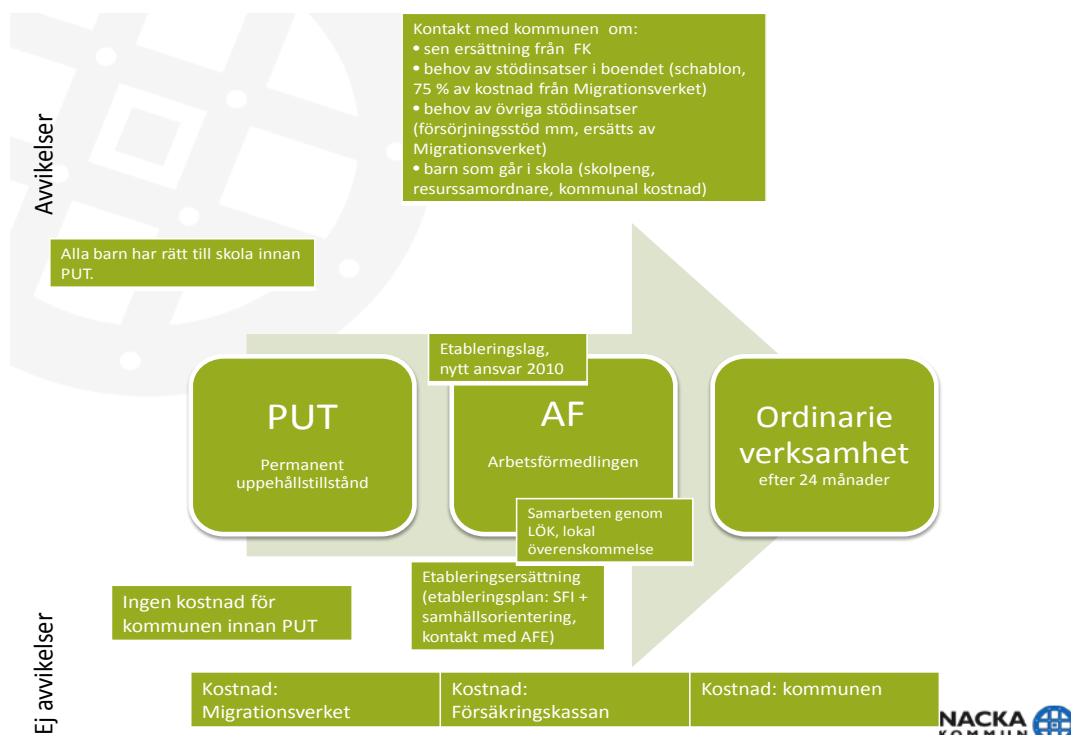 Kontakt med kommunen om:
• sen ersättning från FK
• behov av stödinsatser i boendet (schablon,
75 % av kostnad från Migrationsverket)
• behov av övriga stödinsatser
(försörjningsstöd mm, ersätts av
Migrationsverket)
• barn som går i skola (skolpeng,
resurssamordnare, kommunal kostnad)
Avvikelser
Alla barn har rätt till skola innan
PUT.
Etableringslag,
nytt ansvar 2010
PUT
Permanent
uppehållstillstånd
AF
Arbetsförmedlingen
Ordinarie
verksamhet
efter 24 månader
Samarbeten genom
LÖK, lokal
överenskommelse
Etableringsersättning
(etableringsplan: SFI +
samhällsorientering,
kontakt med AFE)
Ingen kostnad för
kommunen innan PUT
Ej avvikelser
Kostnad:
Migrationsverket
Kostnad:
Försäkringskassan
Kostnad: kommunen
NACKA
KOMMUN